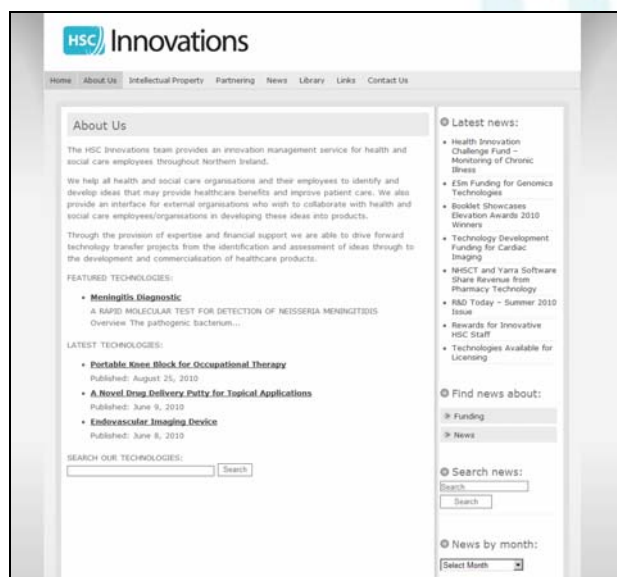 HSC Innovations
Home About Us Intellectual Property Partnering News Library Links Contact Us
About Us
The HSC Innovations team provides an innovation management service for health and
social care employees throughout Northern Ireland.
We help all health and social care organisations and their employees to identify and
develop ideas that may provide healthcare benefits and improve patient care. We also
provide an interface for external organisations who wish to collaborate with health and
social care employees/organisations in developing these ideas into products.
Through the provision of expertise and financial support we are able to drive forward
technology transfer projects from the identification and assessment of ideas through to
the development and commercialisation of healthcare products.
FEATURED TECHNOLOGIES:
Meningitis Diagnostic
A RAPID MOLECULAR TEST FOR DETECTION OF NEISSERIA MENINGITIDIS
Overview The pathogenic bacterium...
LATEST TECHNOLOGIES:
Portable Knee Block for Occupational Therapy
Published: August 25, 2010
A Novel Drug Delivery Putty for Topical Applications
Published: June 9, 2010
Endovascular Imaging Device
Published: June 8, 2010
SEARCH OUR TECHNOLOGIES:
Search
Latest news:
Health Innovation
Challenge Fund –
Monitoring of Chronic
Illness
£5m Funding for Genomics
Technologies
Booklet Showcases
Elevation Awards 2010
Winners
Technology Development
Funding for Cardiac
Imaging
NHSCT and Yarra Software
Share Revenue from
Pharmacy Technology
R&D Today – Summer 2010
Issue
Rewards for Innovative
HSC Staff
Technologies Available for
Licensing
Find news about:
Funding
News
Search news:
Search
Search
News by month:
Select Month